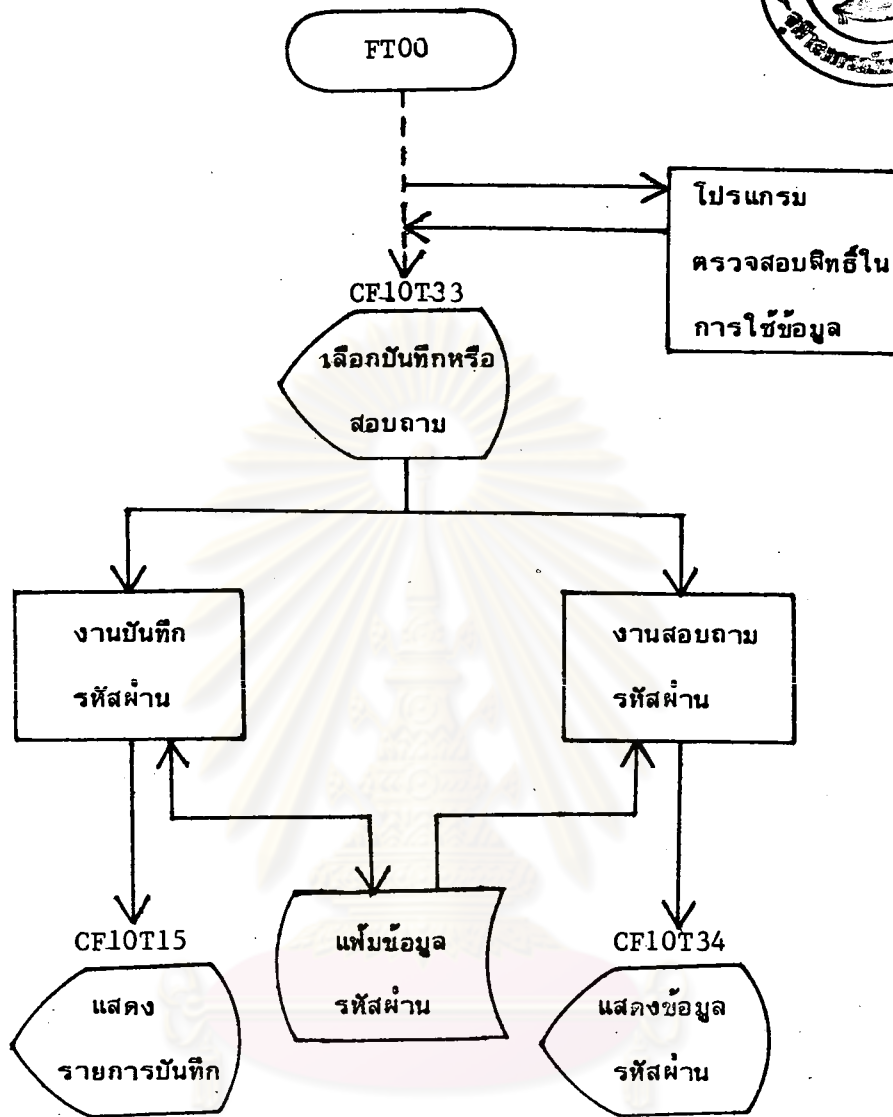 FT00
โปรแกรม
ตรวจสอบสิทธิ์ใน
การใช้ข้อมูล
CF10T33
เลือกบันทึกหรือ
สอบถาม
งานบันทึก
รหัสผ่าน
งานสอบถาม
รหัสผ่าน
CF10T15
แฟ้มข้อมูล
รหัสผ่าน
CF10T34
แสดง
รายการบันทึก
แสดงข้อมูล
รหัสผ่าน